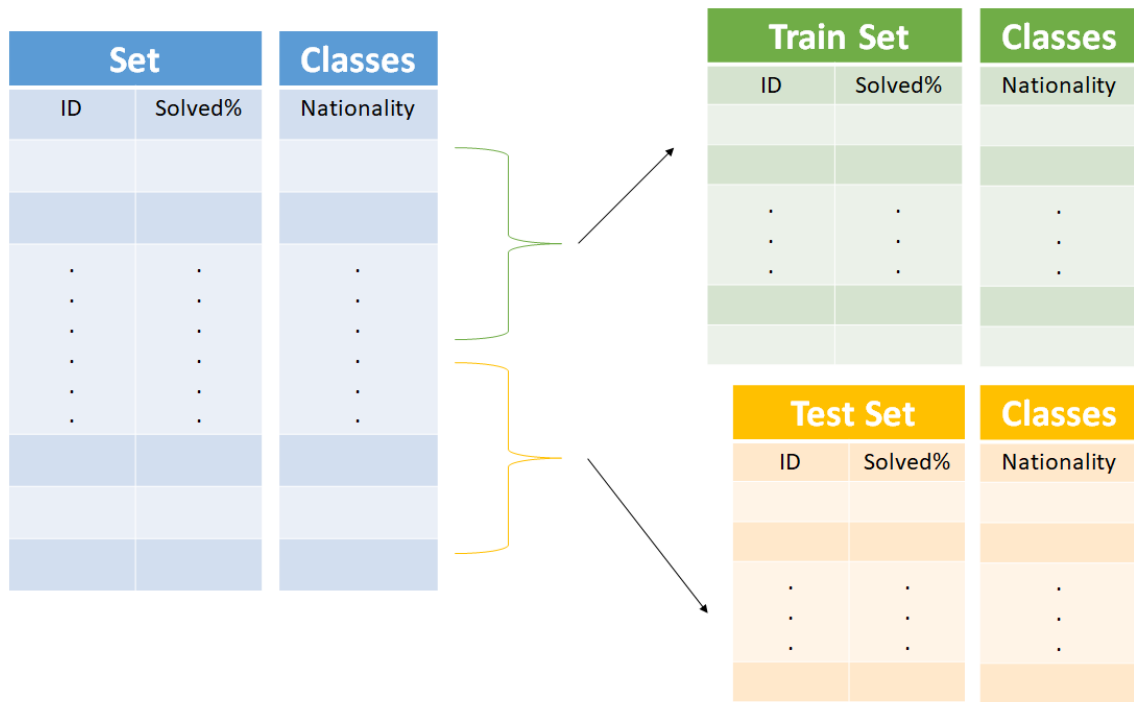 Set Classes
ID Solved% Nationality
. . .
. . .
. . .
. . .
. . .
. . .
Train Set Classes
ID Solved% Nationality
. . .
. . .
. . .
Test Set Classes
ID Solved% Nationality
. . .
. . .
. . .